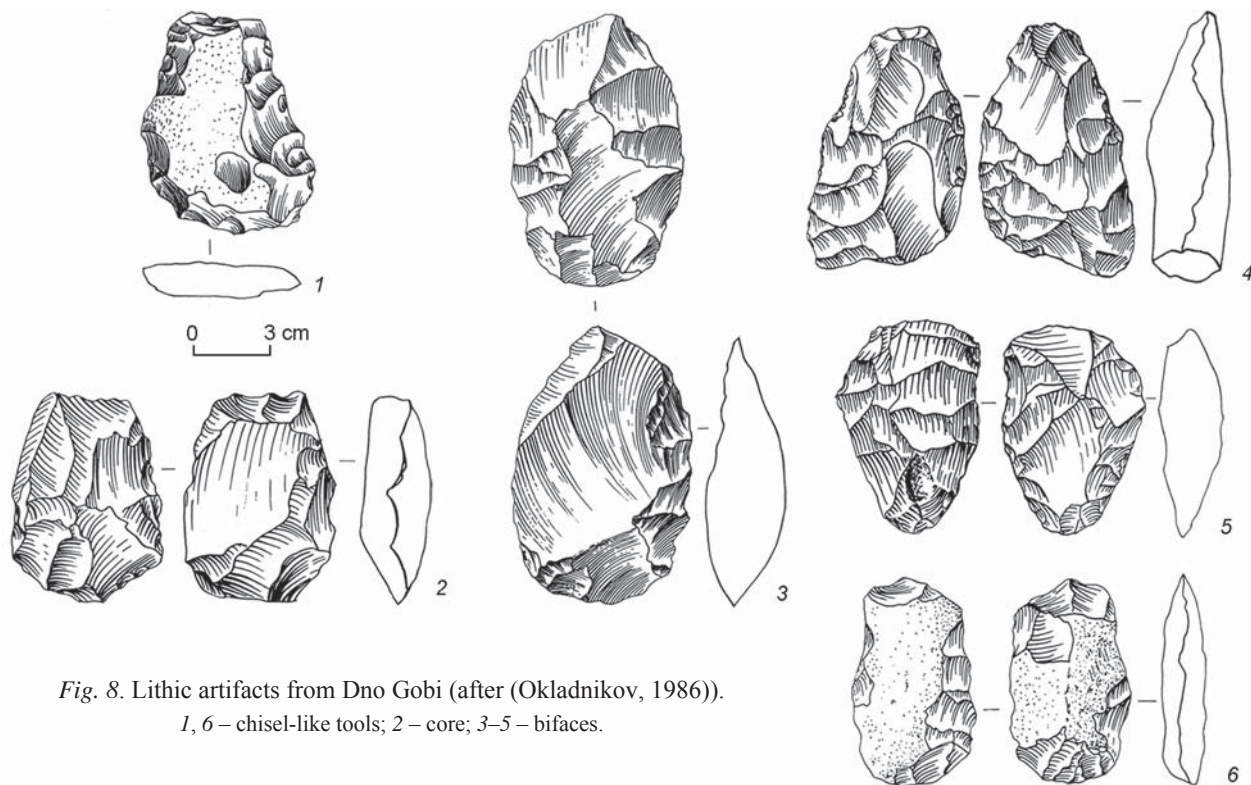 1
0 3 cm
2
3
4
5
6
Fig. 8. Lithic artifacts from Dno Gobi (after (Okladnikov, 1986)).
1, 6 – chisel-like tools; 2 – core; 3–5 – bifaces.